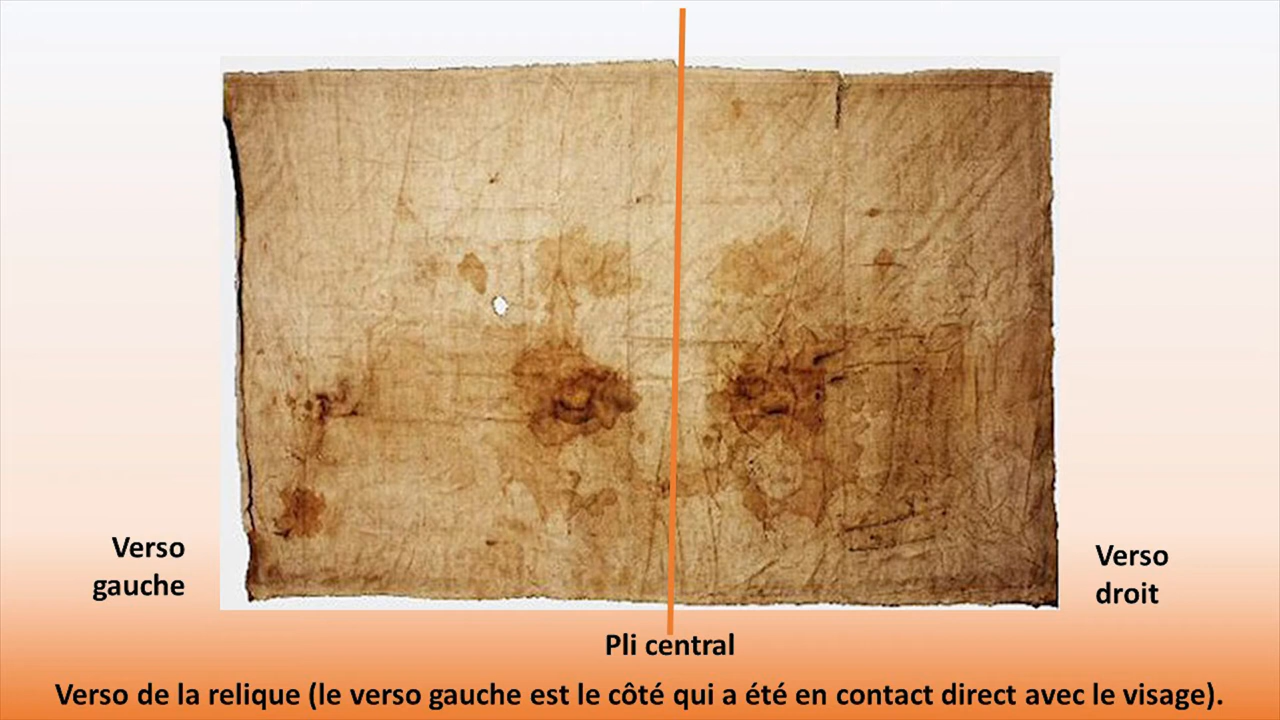 Verso
gauche
Verso
droit
Pli central
Verso de la relique (le verso gauche est le côté qui a été en contact direct avec le visage).